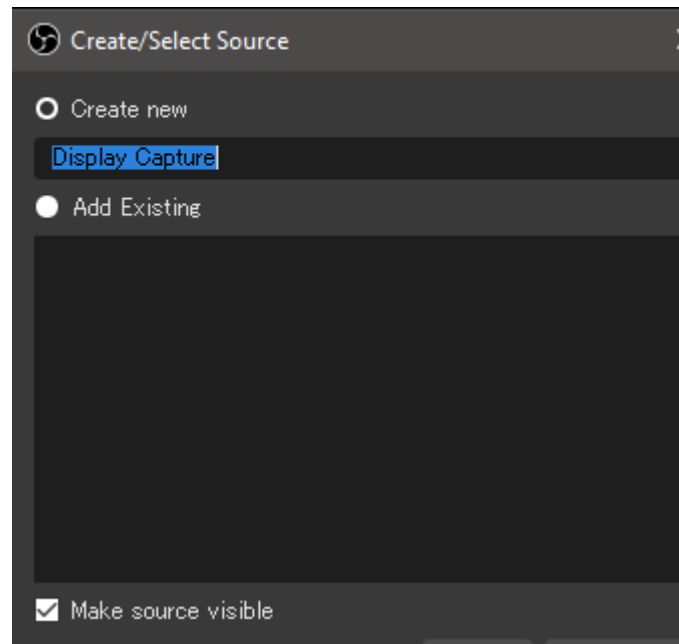 Create/Select Source
Create new
Display Capture
Add Existing
Make source visible